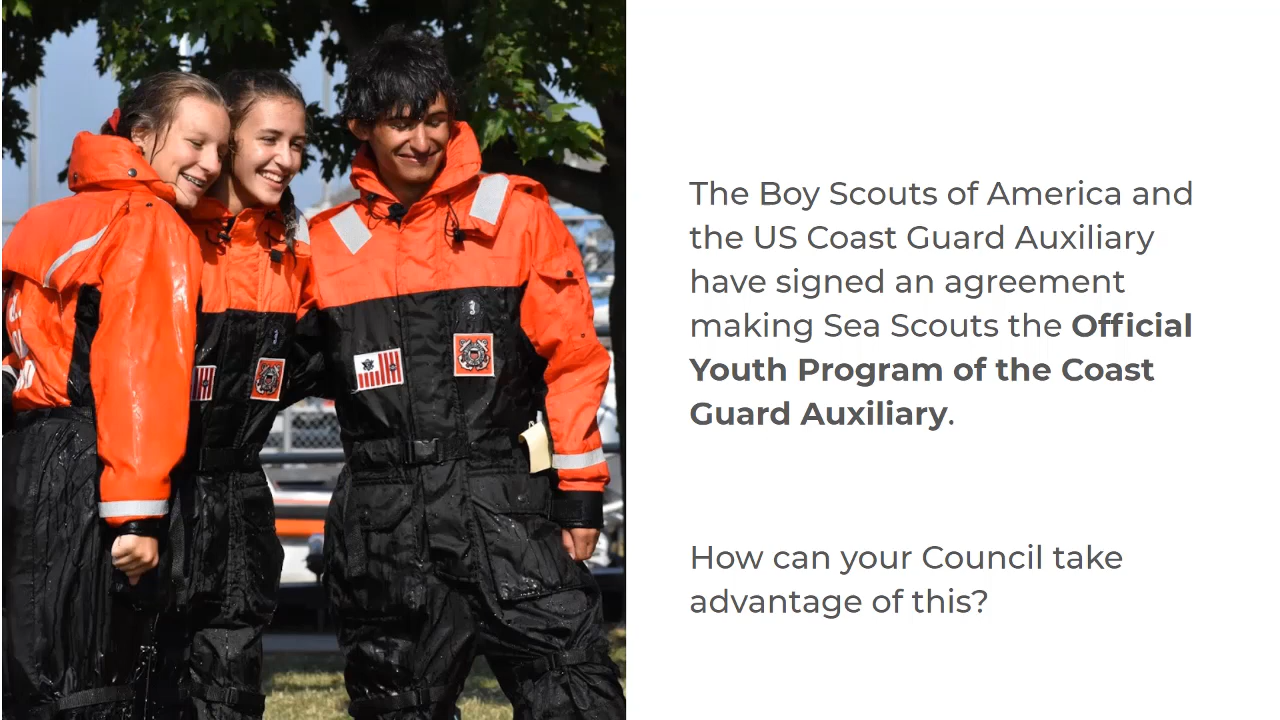 The Boy Scouts of America and
the US Coast Guard Auxiliary
have signed an agreement
making Sea Scouts the Official
Youth Program of the Coast
Guard Auxiliary.
How can your Council take
advantage of this?